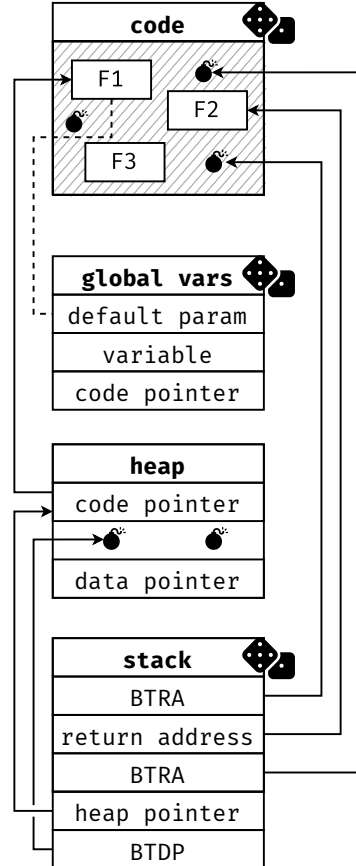 code
F1
F2
F3
global vars
default param
variable
code pointer
heap
code pointer
data pointer
stack
BTRA
return address
BTRA
heap pointer
BTDP